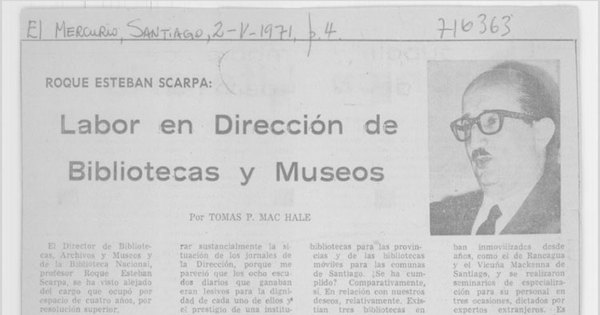 El Mercurio, Santiago, 2-V-1971, p. 4.
716363
ROQUE ESTEBAN SCARPA:
Labor en Dirección de
Bibliotecas y Museos
Por TOMAS P. MAC HALE
El Director de Bibliote-
cas, Archivos y Museos y
de la Biblioteca Nacional,
profesor Roque Esteban
Scarpa, se ha visto alejado
del cargo que ocupó por
espacio de cuatro años, por
resolución superior.
rar sustancialmente la si-
tuación de los jornales de
la Dirección, porque me
pareció que los ocho escu-
dos diarios que ganaban
eran lesivos para la digni-
dad de cada uno de ellos y
el prestigio de una institu-
bibliotecas para las provin-
cias y de las bibliotecas
móviles para las comunas
de Santiago. ¿Se ha cum-
plido? Comparativamente,
sí. En relación con nuestros
deseos, relativamente. Exis-
tían tres bibliotecas en
ban inmovilizados desde
años, como el de Rancagua
y el Vicuña Mackenna de
Santiago, y se realizaron
seminarios de especializa-
ción para su personal en
tres ocasiones, dictados por
expertos extranjeros. Es